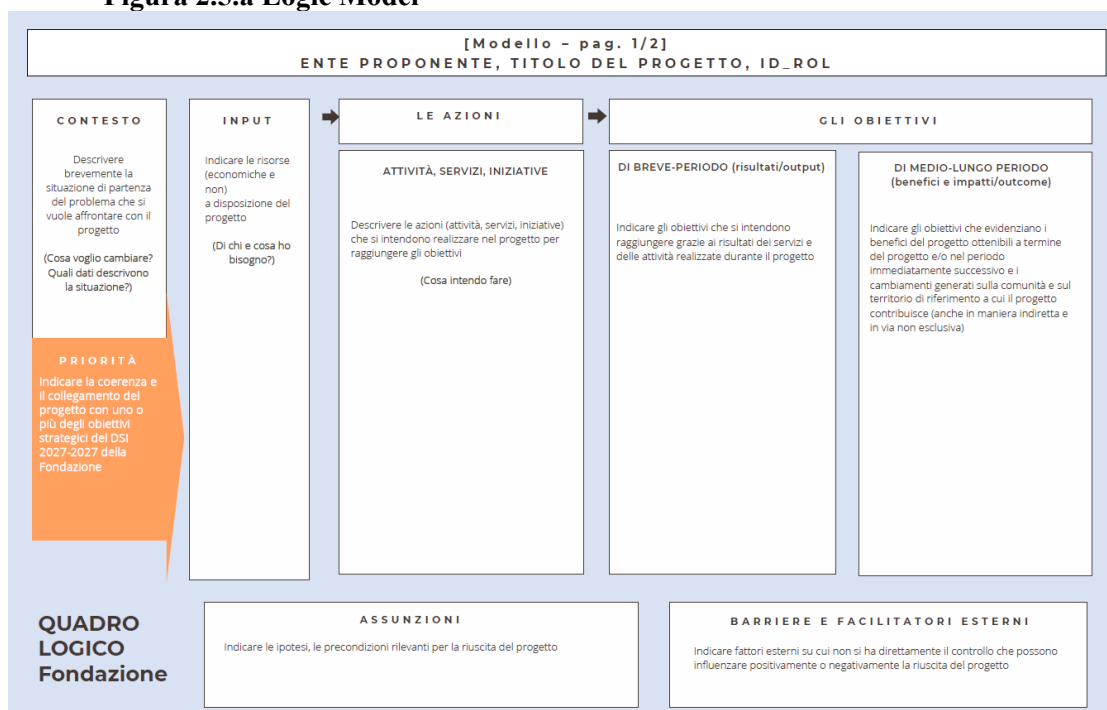 Figura 2.3.a Logic Model
[Modello – pag. 1/2]
ENTE PROPONENTE, TITOLO DEL PROGETTO, ID_ROL
CONTESTO
Descrivere
brevemente la
situazione di partenza
del problema che si
vuole affrontare con il
progetto
(Cosa voglio cambiare?
Quali dati descrivono
la situazione?)
PRIORITÀ
Indicare la coerenza e
il collegamento del
progetto con uno o
più degli obiettivi
strategici del DSI
2027-2027 della
Fondazione
INPUT
Indicare le risorse
(economiche e
non)
a disposizione del
progetto
(Di chi e cosa ho
bisogno?)
LE AZIONI
ATTIVITÀ, SERVIZI, INIZIATIVE
Descrivere le azioni (attività, servizi, iniziative)
che si intendono realizzare nel progetto per
raggiungere gli obiettivi
(Cosa intendo fare)
GLI OBIETTIVI
DI BREVE-PERIODO (risultati/output)
Indicare gli obiettivi che si intendono
raggiungere grazie ai risultati dei servizi e
delle attività realizzate durante il progetto
DI MEDIO-LUNGO PERIODO
(benefici e impatti/outcome)
Indicare gli obiettivi che evidenziano i
benefici del progetto ottenibili a termine
del progetto e/o nel periodo
immediatamente successivo e i
cambiamenti generati sulla comunità e sul
territorio di riferimento a cui il progetto
contribuisce (anche in maniera indiretta e
in via non esclusiva)
QUADRO
LOGICO
Fondazione
ASSUNZIONI
Indicare le ipotesi, le precondizioni rilevanti per la riuscita del progetto
BARRIERE E FACILITATORI ESTERNI
Indicare fattori esterni su cui non si ha direttamente il controllo che possono
influenzare positivamente o negativamente la riuscita del progetto